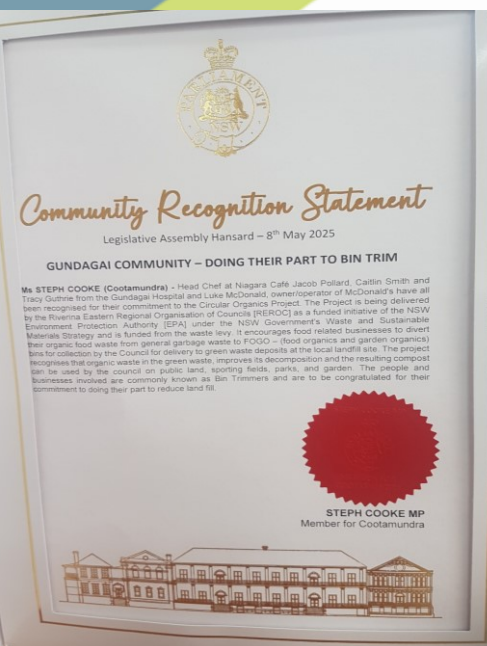 PARLIAMENT
NSW
Community Recognition Statement
Legislative Assembly Hansard – 8th May 2025
GUNDAGAI COMMUNITY – DOING THEIR PART TO BIN TRIM
Ms STEPH COOKE (Cootamundra) - Head Chef at Niagara Café Jacob Pollard, Caitlin Smith and
Tracy Guthrie from the Gundagai Hospital and Luke McDonald, owner/operator of McDonald's have all
been recognised for their commitment to the Circular Organics Project. The Project is being delivered
by the Riverina Eastern Regional Organisation of Councils [REROC] as a funded initiative of the NSW
Environment Protection Authority [EPA] under the NSW Government's Waste and Sustainable
Materials Strategy and is funded from the waste levy. It encourages food related businesses to divert
their organic food waste from general garbage waste to FOGO – (food organics and garden organics)
bins for collection by the Council for delivery to green waste deposits at the local landfill site. The project
recognises that organic waste in the green waste, improves its decomposition and the resulting compost
can be used by the council on public land, sporting fields, parks, and garden. The people and
businesses involved are commonly known as Bin Trimmers and are to be congratulated for their
commitment to doing their part to reduce land fill.
STEPH COOKE MP
Member for Cootamundra